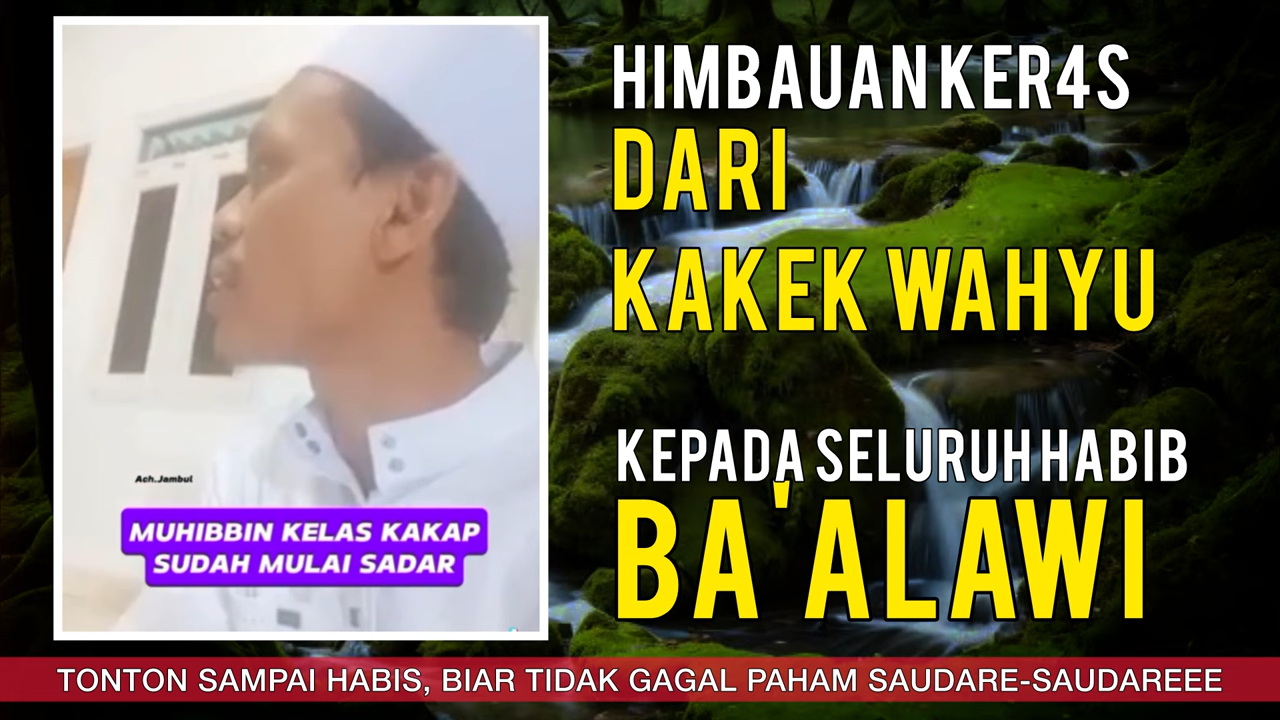 HIMBAUAN KER4S
DARI
KAKEK WAHYU
KEPADA SELURUH HABIB
BA'ALAWI
Ach.Jambul
MUHIBBIN KELAS KAKAP
SUDAH MULAI SADAR
TONTON SAMPAI HABIS, BIAR TIDAK GAGAL PAHAM SAUDARE-SAUDAREEE